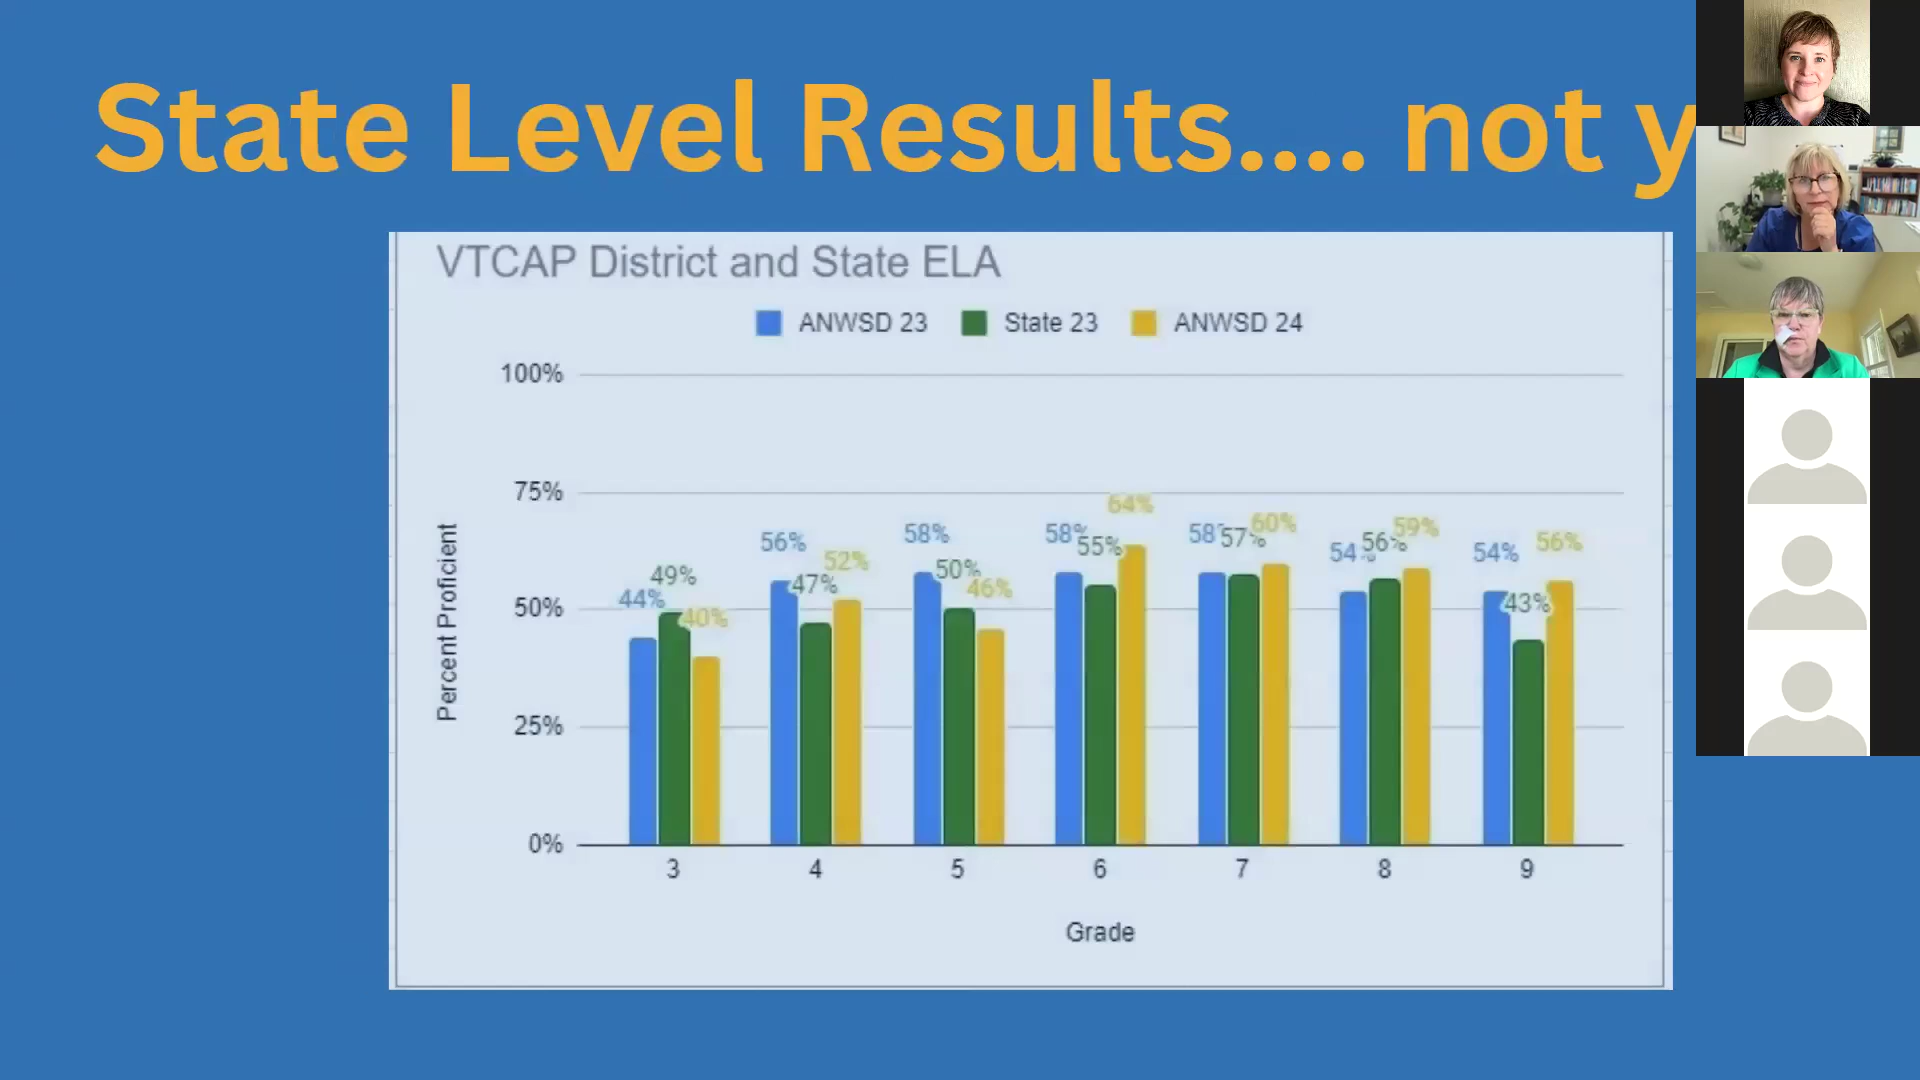 State Level Results.... not y
VTCAP District and State ELA
ANWSD 23 State 23 ANWSD 24
100%
75%
50%
25%
0%
Percent Proficient
44% 49% 40%
56% 47% 52%
58% 50% 46%
58% 55% 64%
58 57% 60%
54% 56% 59%
54% 43% 56%
3 4 5 6 7 8 9
Grade